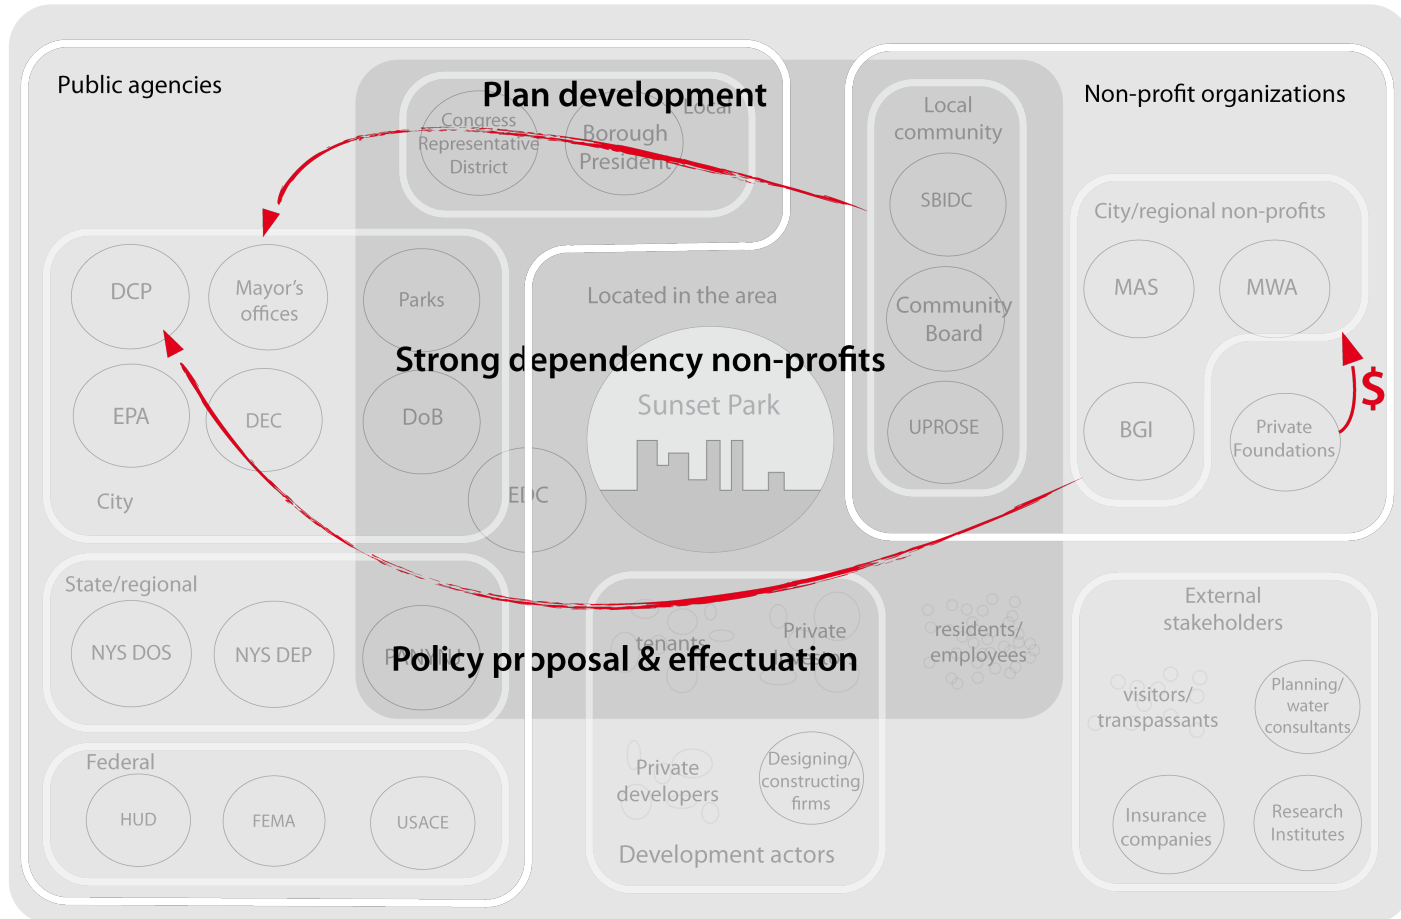 Public agencies
Plan development
Non-profit organizations
Local
Congress
Representative
District
Borough
President
Local
community
SBIDC
Community
Board
UPROSE
City/regional non-profits
MAS
MWA
BGI
Private
Foundations
$
DCP
Mayor's
offices
Parks
EPA
DEC
DoB
City
EDC
Located in the area
Strong dependency non-profits
Sunset Park
State/regional
NYS DOS
NYS DEP
PANYNJ
Policy proposal & effectuation
tenants
Private
investors
residents/
employees
External
stakeholders
visitors/
transpassants
Planning/
water
consultants
Insurance
companies
Research
Institutes
Federal
HUD
FEMA
USACE
Private
developers
Designing/
constructing
firms
Development actors